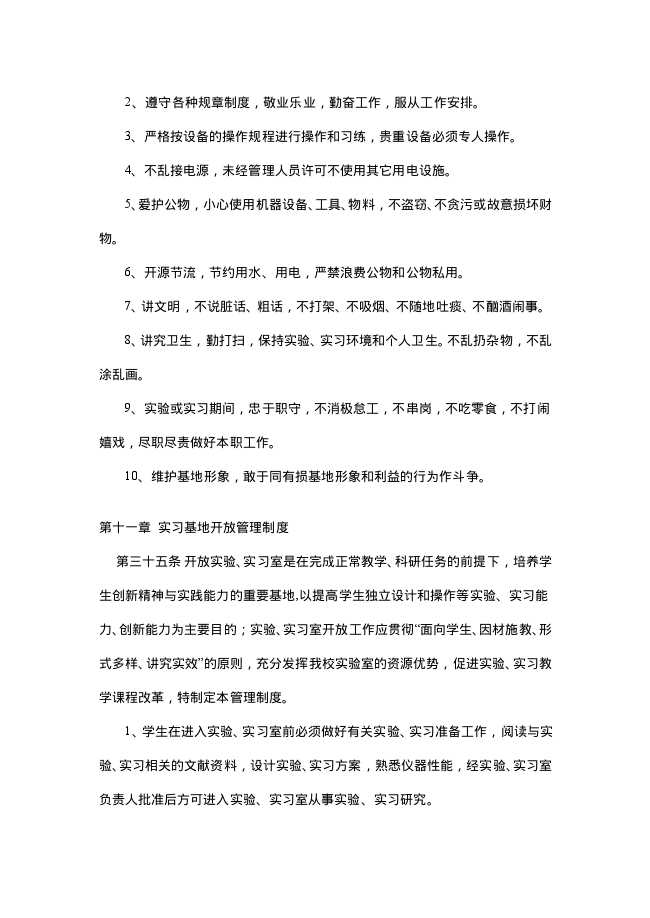 2、遵守各种规章制度，敬业乐业，勤奋工作，服从工作安排。
3、严格按设备的操作规程进行操作和习练，贵重设备必须专人操作。
4、不乱接电源，未经管理人员许可不使用其它用电设施。
5、爱护公物，小心使用机器设备、工具、物料，不盗窃、不贪污或故意损坏财
物。
6、开源节流，节约用水、用电，严禁浪费公物和公物私用。
7、讲文明，不说脏话、粗话，不打架、不吸烟、不随地吐痰、不酗酒闹事。
8、讲究卫生，勤打扫，保持实验、实习环境和个人卫生。不乱扔杂物，不乱
涂乱画。
9、实验或实习期间，忠于职守，不消极怠工，不串岗，不吃零食，不打闹
嬉戏，尽职尽责做好本职工作。
10、维护基地形象，敢于同有损基地形象和利益的行为作斗争。
第十一章 实习基地开放管理制度
第三十五条 开放实验、实习室是在完成正常教学、科研任务的前提下，培养学
生创新精神与实践能力的重要基地,以提高学生独立设计和操作等实验、实习能
力、创新能力为主要目的；实验、实习室开放工作应贯彻“面向学生、因材施教、形
式多样、讲究实效”的原则，充分发挥我校实验室的资源优势，促进实验、实习教
学课程改革，特制定本管理制度。
1、学生在进入实验、实习室前必须做好有关实验、实习准备工作，阅读与实
验、实习相关的文献资料，设计实验、实习方案，熟悉仪器性能，经实验、实习室
负责人批准后方可进入实验、实习室从事实验、实习研究。